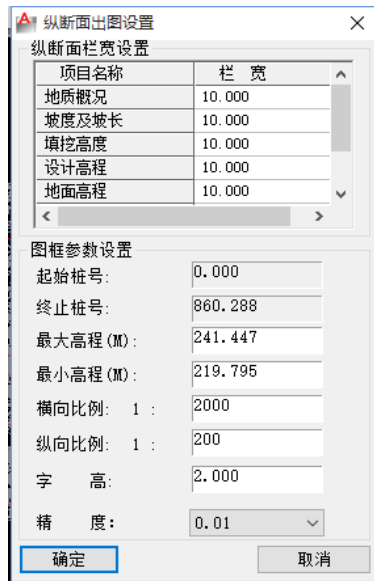 纵断面出图设置
纵断面栏宽设置
项目名称 栏 宽
地质概况 10.000
坡度及坡长 10.000
填挖高度 10.000
设计高程 10.000
地面高程 10.000
图框参数设置
起始桩号: 0.000
终止桩号: 860.288
最大高程(M): 241.447
最小高程(M): 219.795
横向比例: 1 : 2000
纵向比例: 1 : 200
字 高: 2.000
精 度: 0.01
确定 取消